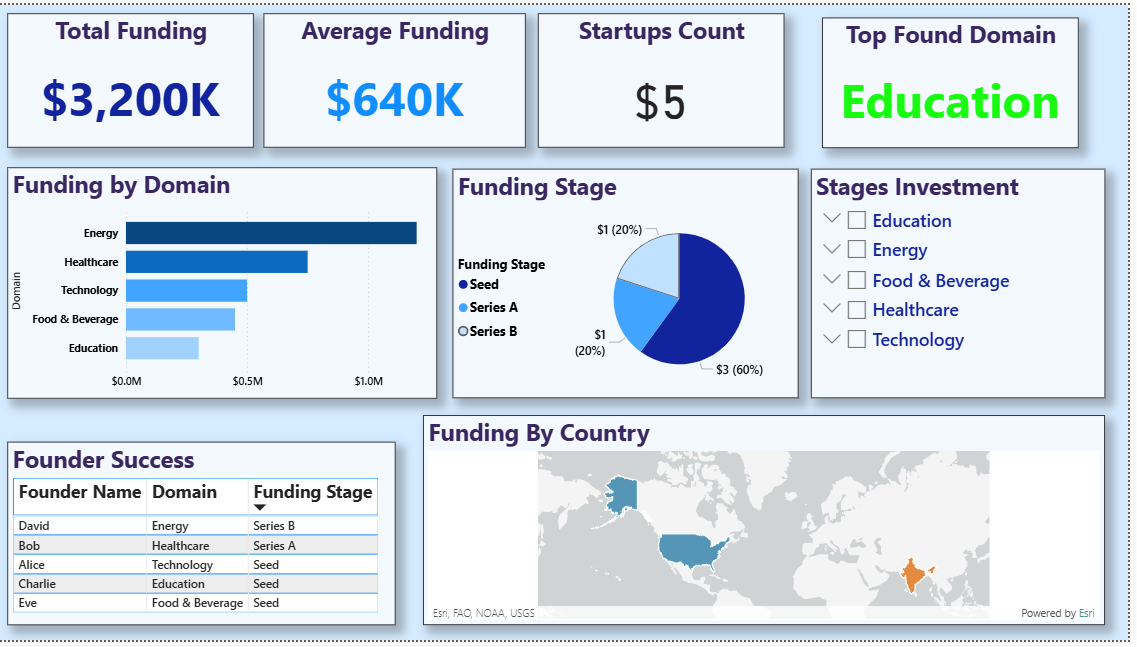 Total Funding
$3,200K
Average Funding
$640K
Startups Count
$5
Top Found Domain
Education
Funding by Domain
Domain
Energy
Healthcare
Technology
Food & Beverage
Education
$0.0M $0.5M $1.0M
Funding Stage
Funding Stage
Seed
Series A
Series B
$1 (20%)
$1
(20%)
$3 (60%)
Stages Investment
Education
Energy
Food & Beverage
Healthcare
Technology
Founder Success
Founder Name Domain Funding Stage
David Energy Series B
Bob Healthcare Series A
Alice Technology Seed
Charlie Education Seed
Eve Food & Beverage Seed
Funding By Country
Esri, FAO, NOAA, USGS
Powered by Esri